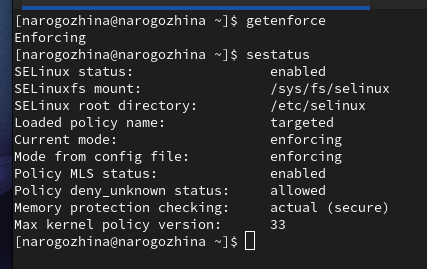 [narogozhina@narogozhina ~]$ getenforce
Enforcing
[narogozhina@narogozhina ~]$ sestatus
SELinux status:                 enabled
SELinuxfs mount:                /sys/fs/selinux
SELinux root directory:         /etc/selinux
Loaded policy name:             targeted
Current mode:                   enforcing
Mode from config file:          enforcing
Policy MLS status:              enabled
Policy deny_unknown status:     allowed
Memory protection checking:     actual (secure)
Max kernel policy version:      33
[narogozhina@narogozhina ~]$